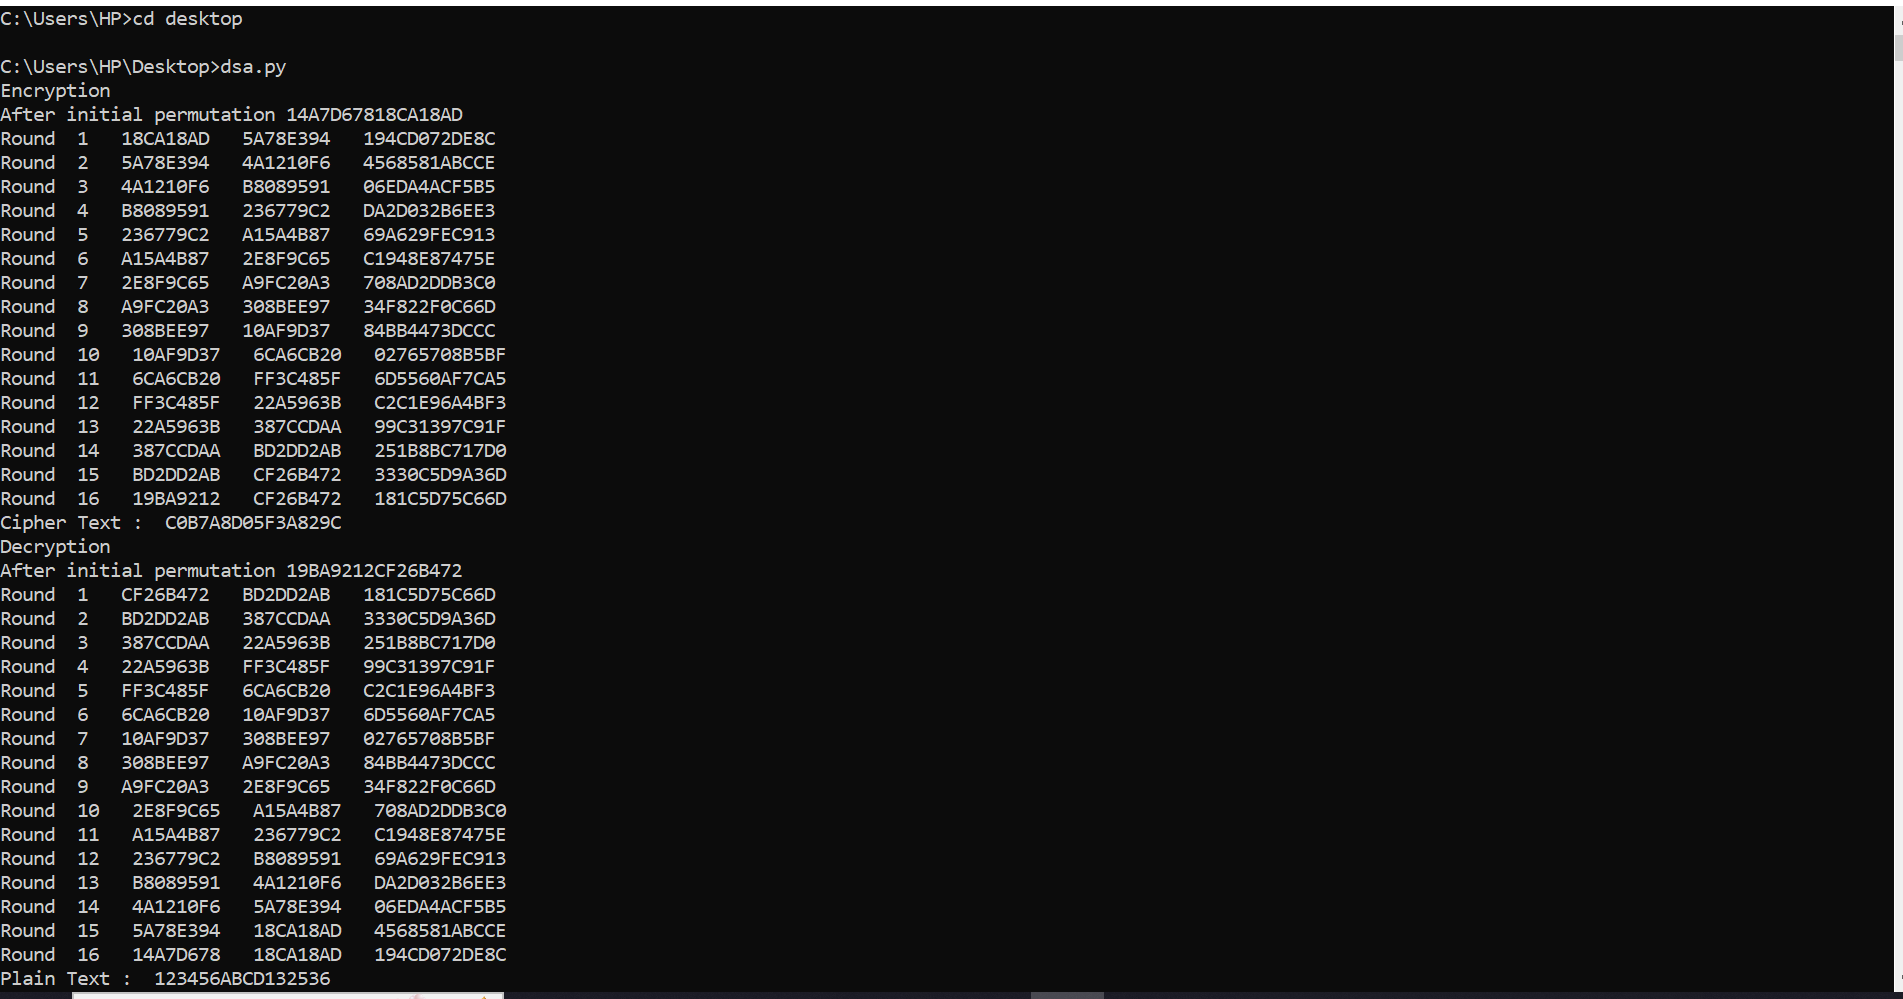 C:\Users\HP>cd desktop
C:\Users\HP\Desktop>dsa.py
Encryption
After initial permutation 14A7D67818CA18AD
Round  1   18CA18AD   5A78E394   194CD072DE8C
Round  2   5A78E394   4A1210F6   4568581ABCCE
Round  3   4A1210F6   B8089591   06EDA4ACF5B5
Round  4   B8089591   236779C2   DA2D032B6EE3
Round  5   236779C2   A15A4B87   69A629FEC913
Round  6   A15A4B87   2E8F9C65   C1948E87475E
Round  7   2E8F9C65   A9FC20A3   708AD2DDB3C0
Round  8   A9FC20A3   308BEE97   34F822F0C66D
Round  9   308BEE97   10AF9D37   84BB4473DCCC
Round  10   10AF9D37   6CA6CB20   02765708B5BF
Round  11   6CA6CB20   FF3C485F   6D5560AF7CA5
Round  12   FF3C485F   22A5963B   C2C1E96A4BF3
Round  13   22A5963B   387CCDAA   99C31397C91F
Round  14   387CCDAA   BD2DD2AB   251B8BC717D0
Round  15   BD2DD2AB   CF26B472   3330C5D9A36D
Round  16   19BA9212   CF26B472   181C5D75C66D
Cipher Text :  C0B7A8D05F3A829C
Decryption
After initial permutation 19BA9212CF26B472
Round  1   CF26B472   BD2DD2AB   181C5D75C66D
Round  2   BD2DD2AB   387CCDAA   3330C5D9A36D
Round  3   387CCDAA   22A5963B   251B8BC717D0
Round  4   22A5963B   FF3C485F   99C31397C91F
Round  5   FF3C485F   6CA6CB20   C2C1E96A4BF3
Round  6   6CA6CB20   10AF9D37   6D5560AF7CA5
Round  7   10AF9D37   308BEE97   02765708B5BF
Round  8   308BEE97   A9FC20A3   84BB4473DCCC
Round  9   A9FC20A3   2E8F9C65   34F822F0C66D
Round  10   2E8F9C65   A15A4B87   708AD2DDB3C0
Round  11   A15A4B87   236779C2   C1948E87475E
Round  12   236779C2   B8089591   69A629FEC913
Round  13   B8089591   4A1210F6   DA2D032B6EE3
Round  14   4A1210F6   5A78E394   06EDA4ACF5B5
Round  15   5A78E394   18CA18AD   4568581ABCCE
Round  16   14A7D678   18CA18AD   194CD072DE8C
Plain Text :  123456ABCD132536